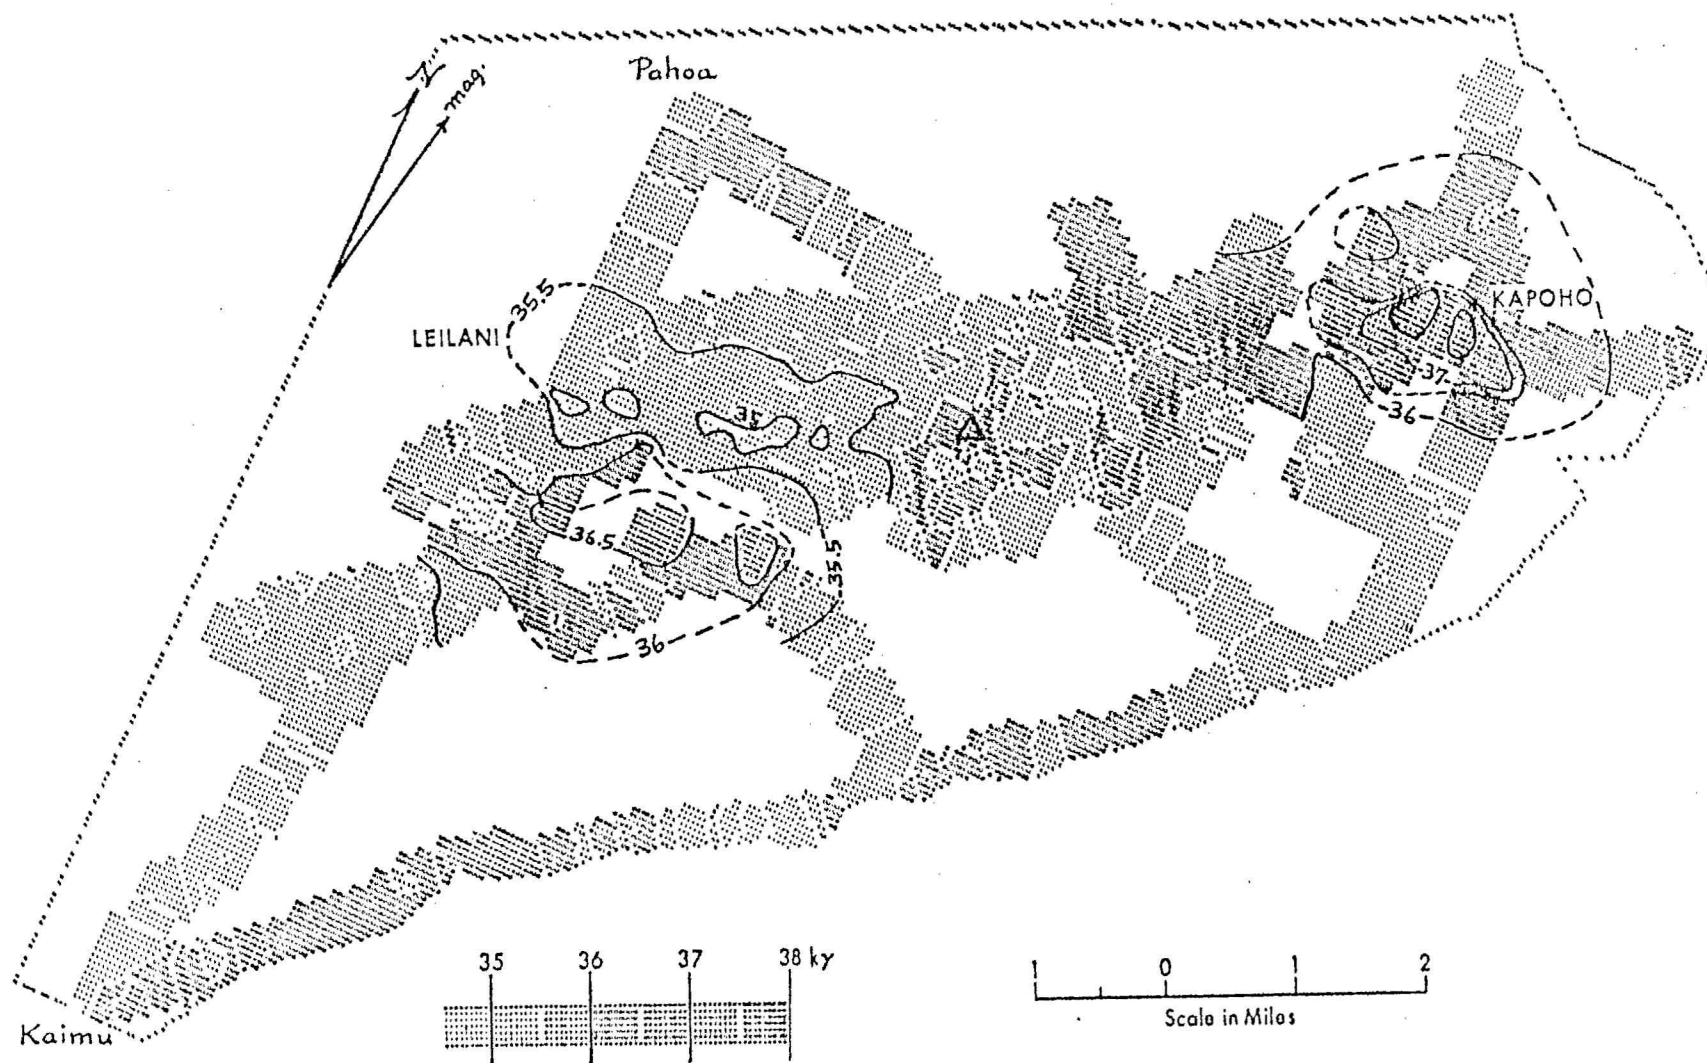 Pahoa
N
mag.
35.5
LEILANI
KAPOHO
35
37
36
36.5
35.5
36
35 36 37 38 kγ
1 0 1 2
Scale in Miles
Kaimu